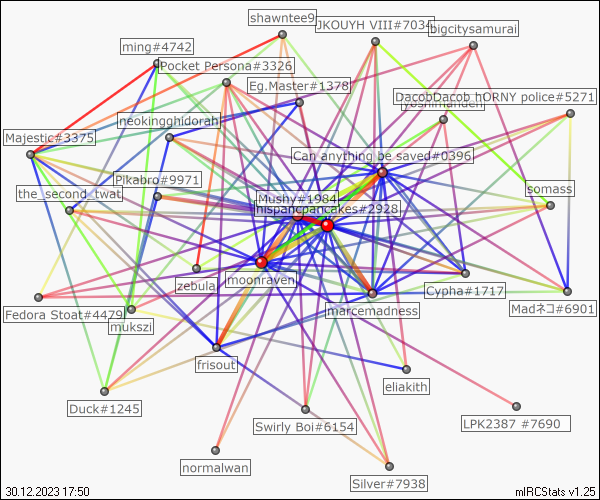 shawntee9
JKOUYH VIII#7034
bigcitysamurai
ming#4742
Pocket Persona#3326
Eg.Master#1378
DacobDacob hORNY police#5271
neokingghidorah
Majestic#3375
Can anything be saved#0396
Pikabro#9971
the_second_twat
Mushy#1984
somass
hispancpancakes#2928
moonraven
zebula
Cypha#1717
Madネコ#6901
Fedora Stoat#4479
marcemadness
mukszi
frisout
eliakith
Duck#1245
Swirly Boi#6154
LPK2387 #7690
normalwan
Silver#7938
30.12.2023 17:50
mIRCStats v1.25